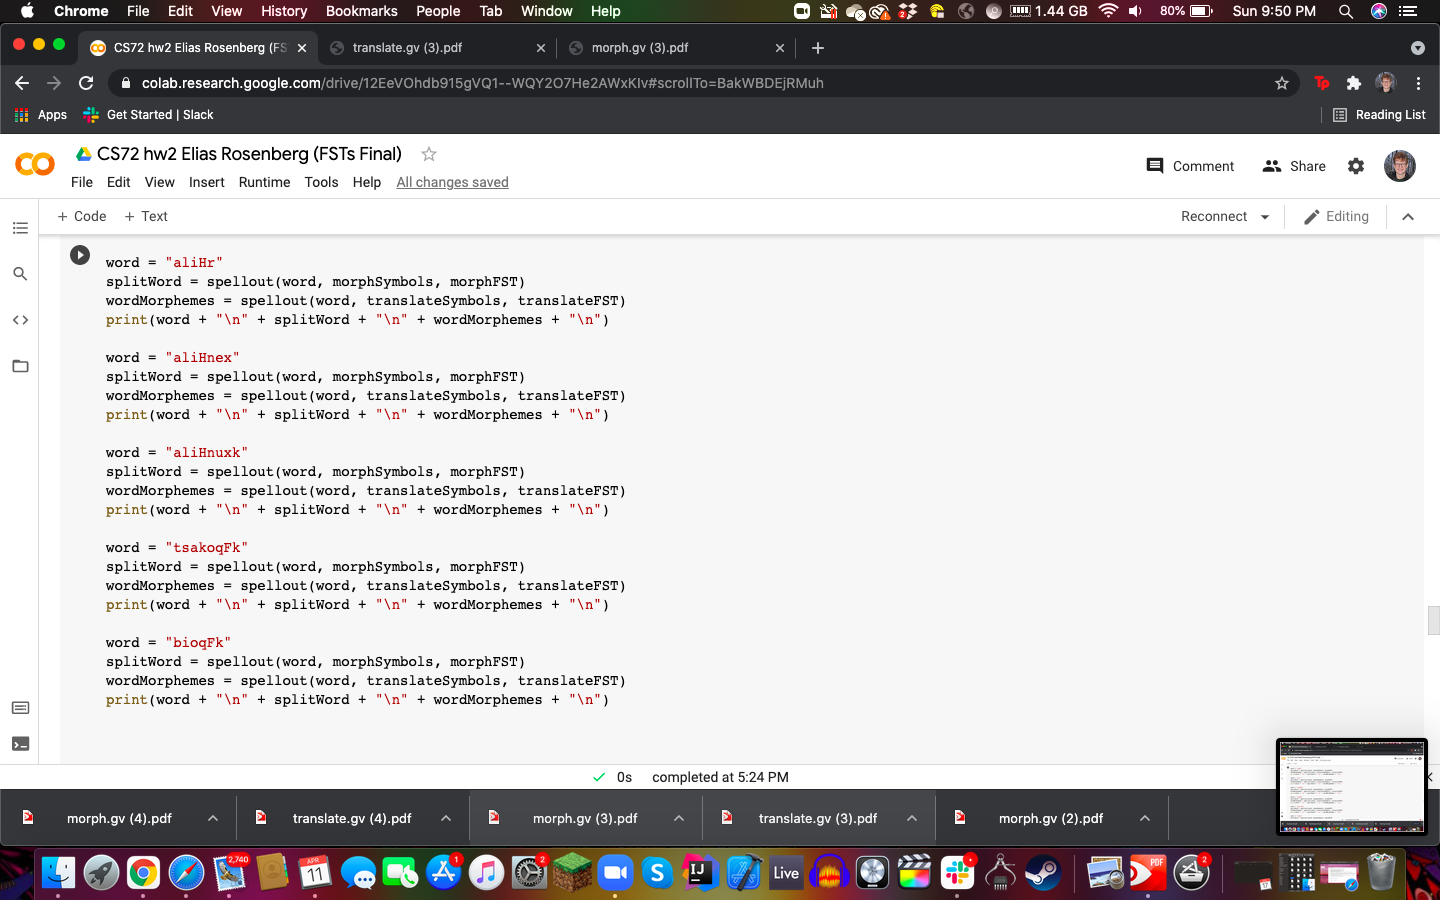 Chrome File Edit View History Bookmarks People Tab Window Help 2 1.44 GB 80% Sun 9:50 PM
CS72 hw2 Elias Rosenberg (FS translate.gv (3).pdf morph.gv (3).pdf
colab.research.google.com/drive/12EeVOhdb915gVQ1--WQY2O7He2AWxKIv#scrollTo=BakWBDEjRMuh Tp
Apps Get Started | Slack Reading List
CS72 hw2 Elias Rosenberg (FSTs Final)
File Edit View Insert Runtime Tools Help All changes saved Comment Share
+ Code + Text Reconnect Editing
word = "aliHr"
splitWord = spellout(word, morphSymbols, morphFST)
wordMorphemes = spellout(word, translateSymbols, translateFST)
print(word + "\n" + splitWord + "\n" + wordMorphemes + "\n")
word = "aliHnex"
splitWord = spellout(word, morphSymbols, morphFST)
wordMorphemes = spellout(word, translateSymbols, translateFST)
print(word + "\n" + splitWord + "\n" + wordMorphemes + "\n")
word = "aliHnuxk"
splitWord = spellout(word, morphSymbols, morphFST)
wordMorphemes = spellout(word, translateSymbols, translateFST)
print(word + "\n" + splitWord + "\n" + wordMorphemes + "\n")
word = "tsakoqFk"
splitWord = spellout(word, morphSymbols, morphFST)
wordMorphemes = spellout(word, translateSymbols, translateFST)
print(word + "\n" + splitWord + "\n" + wordMorphemes + "\n")
word = "bioqFk"
splitWord = spellout(word, morphSymbols, morphFST)
wordMorphemes = spellout(word, translateSymbols, translateFST)
print(word + "\n" + splitWord + "\n" + wordMorphemes + "\n")
0s completed at 5:24 PM
morph.gv (4).pdf translate.gv (4).pdf morph.gv (3).pdf translate.gv (3).pdf morph.gv (2).pdf
2,740 APR 11 1 2 Live PDF 2